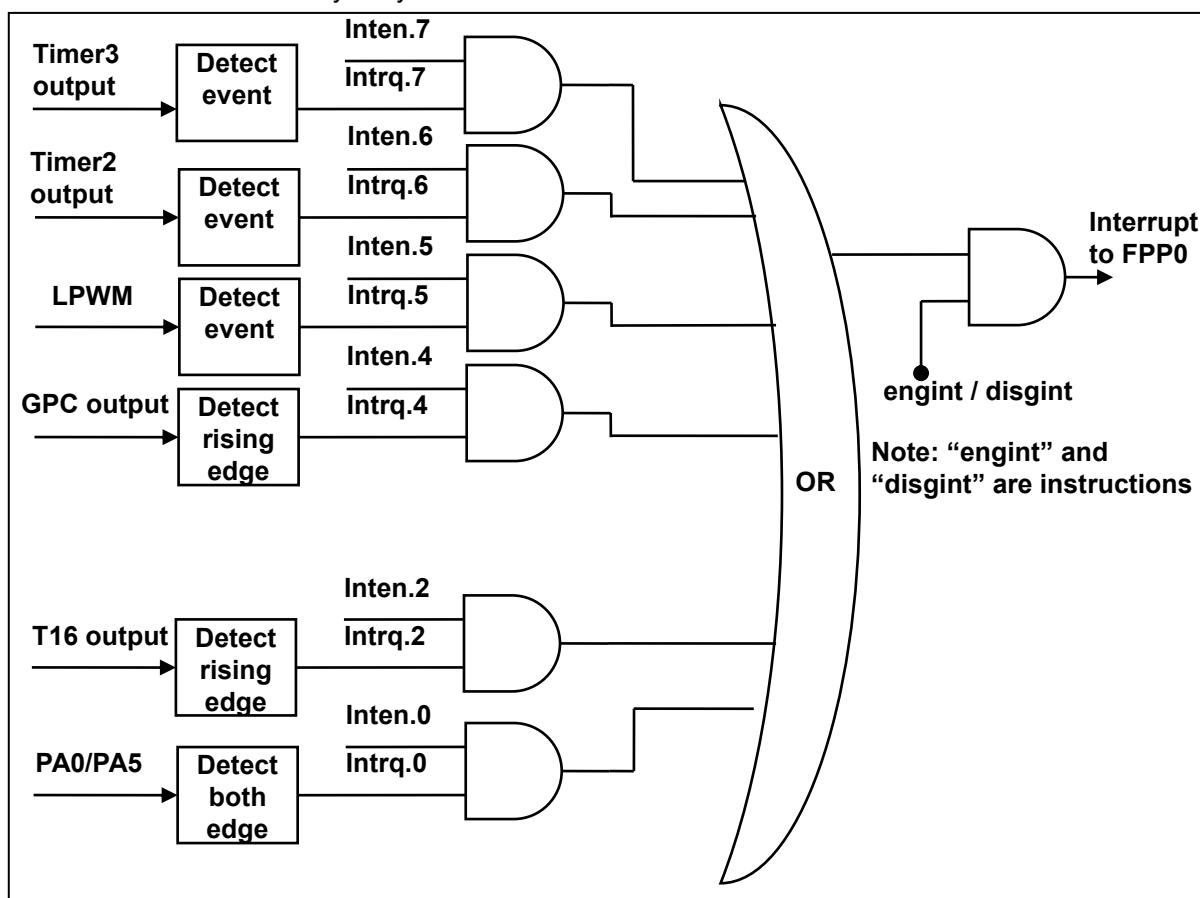 Inten.7
Timer3
output
Detect
event
Intrq.7
Inten.6
Timer2
output
Detect
event
Intrq.6
Inten.5
LPWM
Detect
event
Intrq.5
Inten.4
GPC output
Detect
rising
edge
Intrq.4
Inten.2
T16 output
Detect
rising
edge
Intrq.2
Inten.0
PA0/PA5
Detect
both
edge
Intrq.0
OR
Interrupt
to FPP0
engint / disgint
Note: “engint” and
“disgint” are instructions